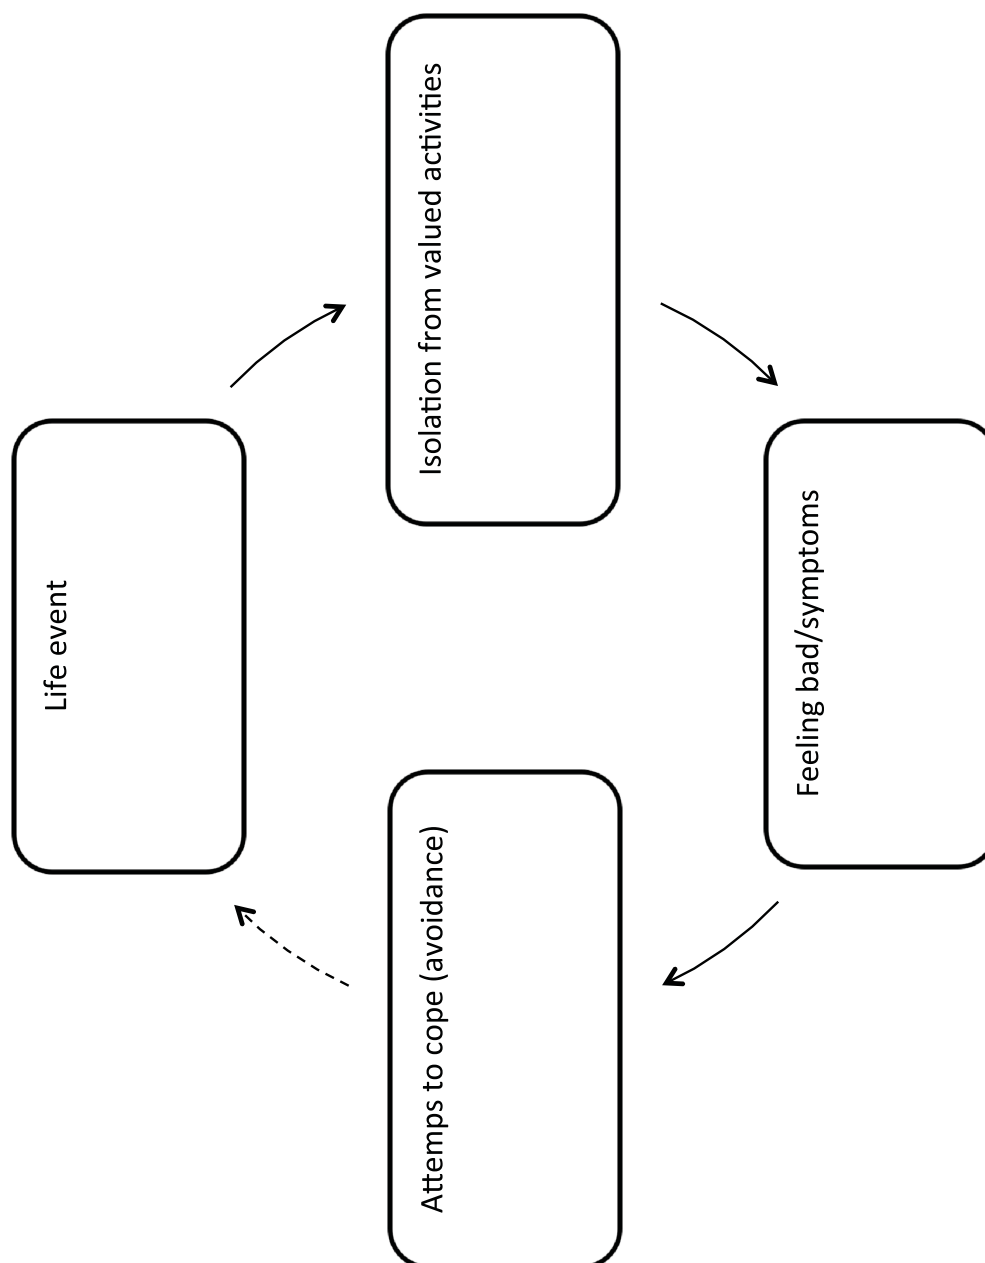 Life event
Isolation from valued activities
Feeling bad/symptoms
Attemps to cope (avoidance)